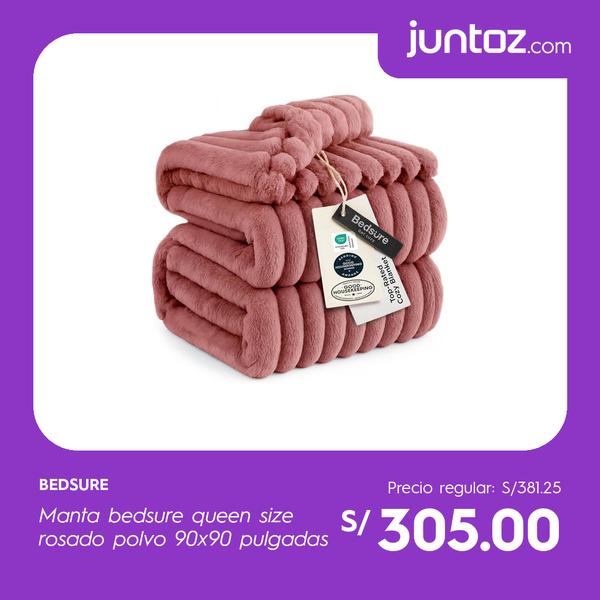 juntoz.com
Bedsure
GOOD
HOUSEKEEPING
Top-Rated
Cozy Blanket
BEDSURE
Manta bedsure queen size
rosado polvo 90x90 pulgadas
Precio regular: S/381.25
S/ 305.00